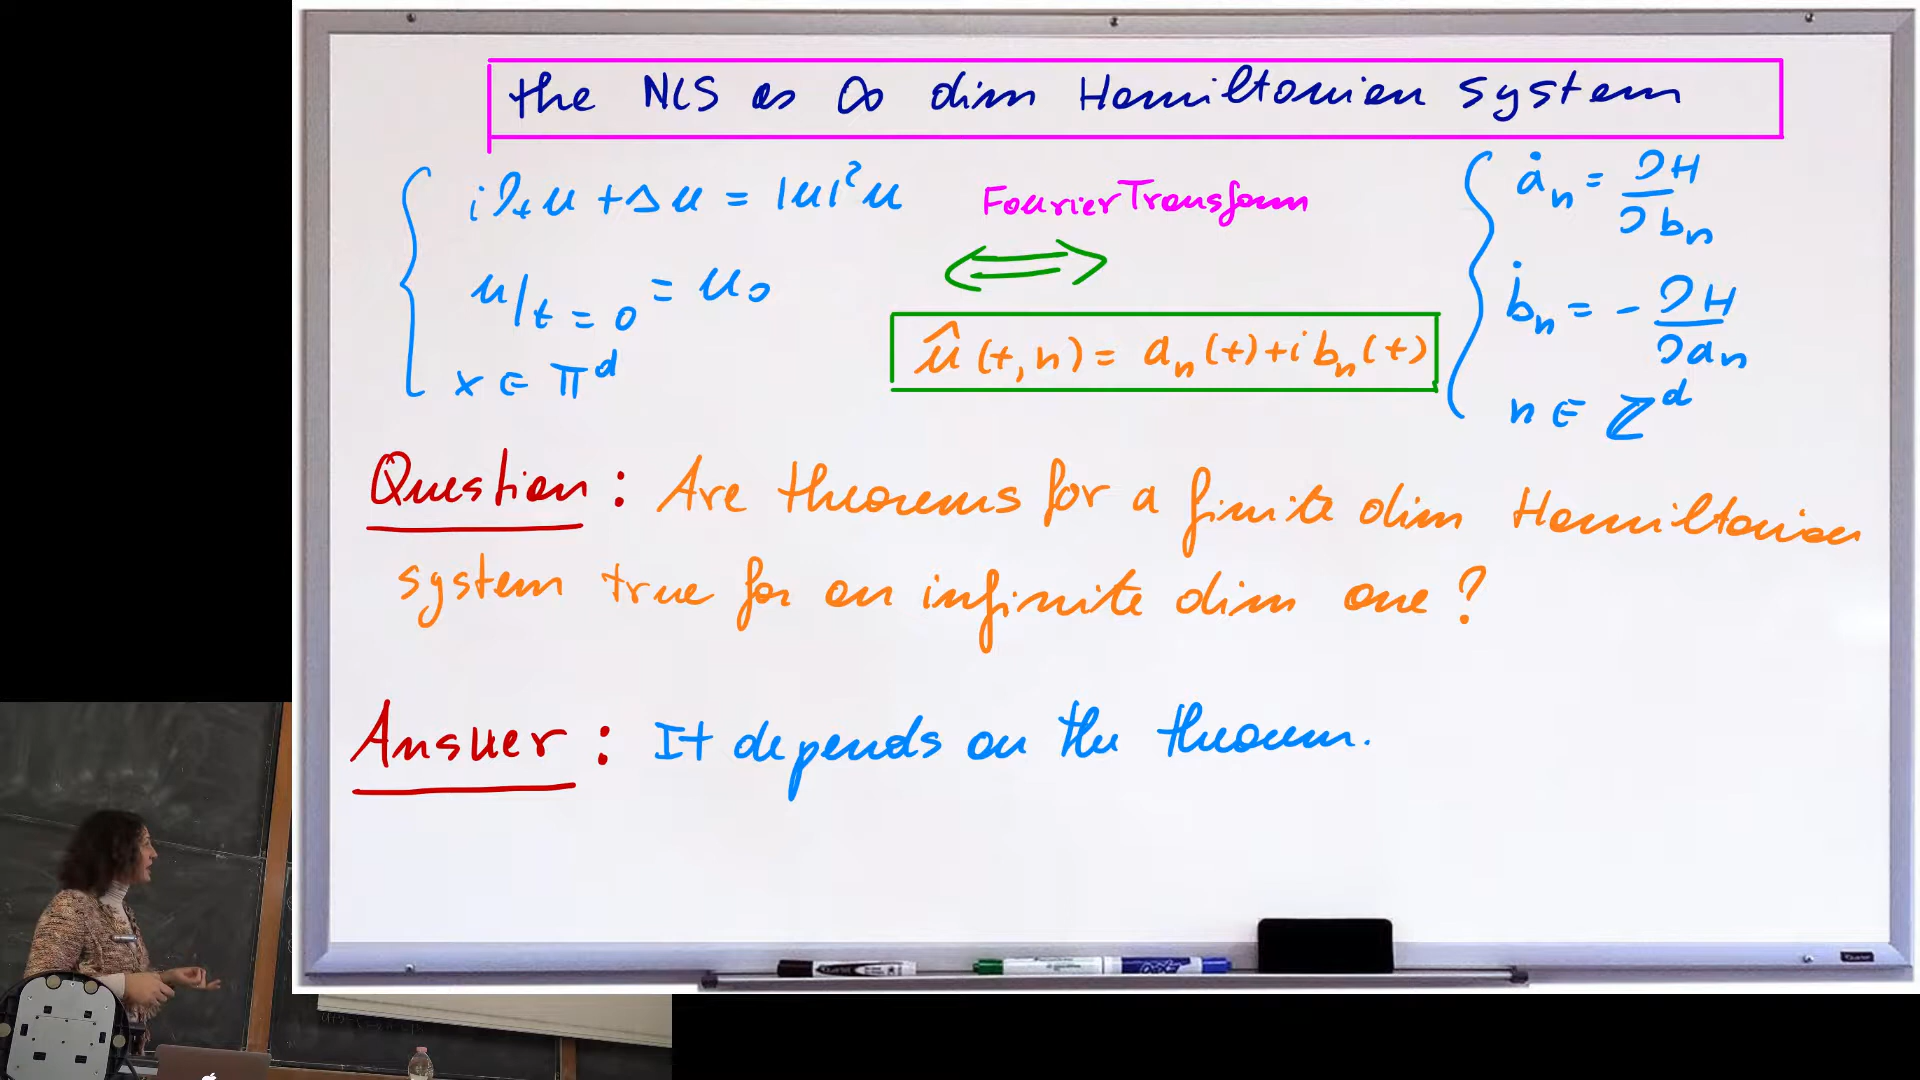 the NLS as ∞ dim Hamiltonian system
i∂ₜu + Δu = |u|²u
u|t=0 = u₀
x ∈ 𝕋ᵈ
Fourier Transform
û(t,n) = aₙ(t) + i bₙ(t)
ȧₙ = ∂H/∂bₙ
ḃₙ = - ∂H/∂aₙ
n ∈ ℤᵈ
Question : Are theorems for a finite dim Hamiltonian
system true for an infinite dim one?
Answer : It depends on the theorem.